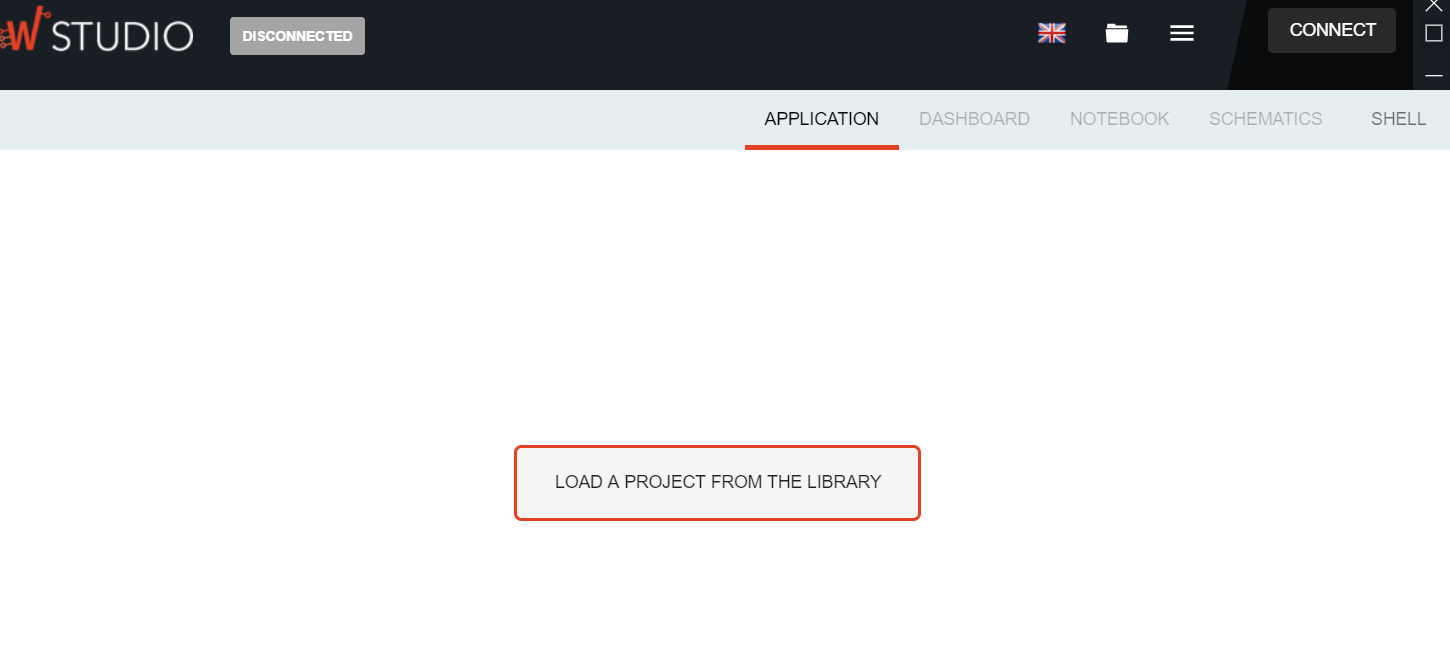 W STUDIO
DISCONNECTED
CONNECT
APPLICATION
DASHBOARD
NOTEBOOK
SCHEMATICS
SHELL
LOAD A PROJECT FROM THE LIBRARY